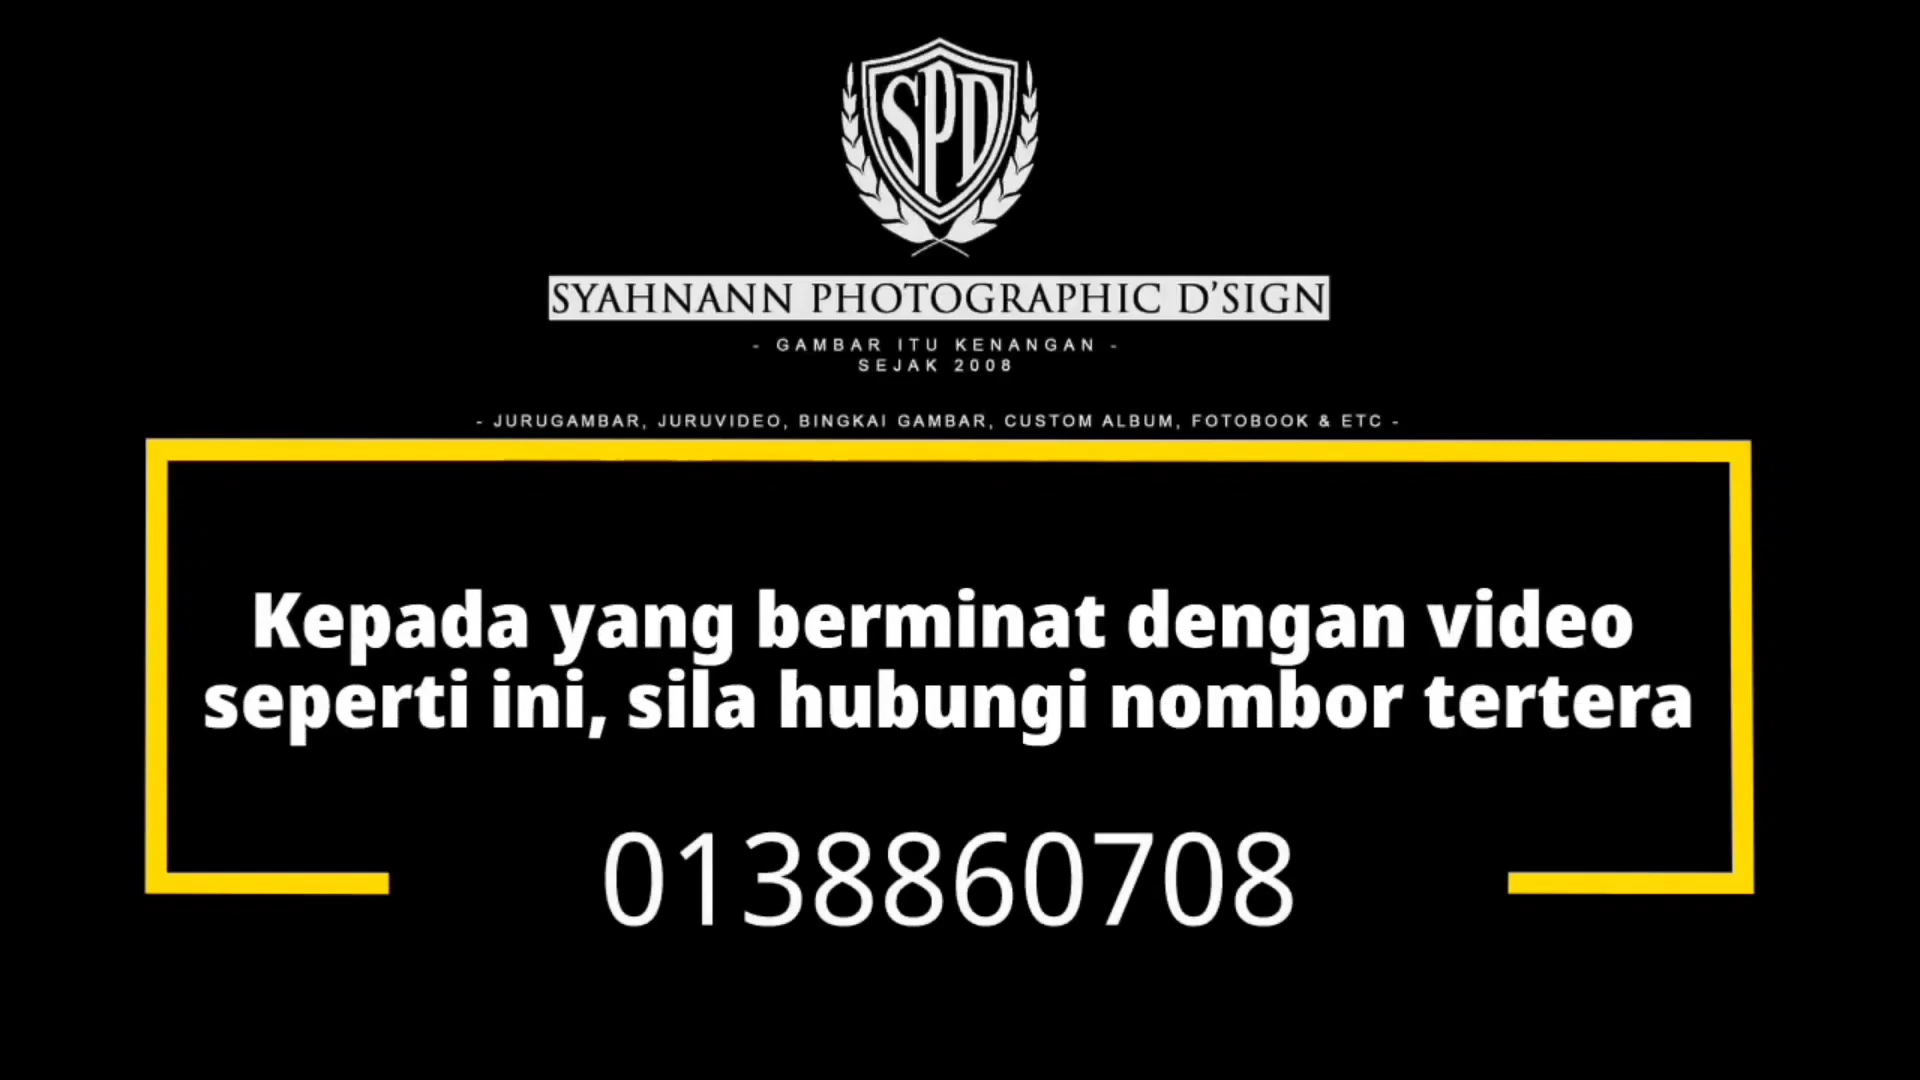 SPD
SYAHNANN PHOTOGRAPHIC D'SIGN
- GAMBAR ITU KENANGAN -
SEJAK 2008
- JURUGAMBAR, JURUVIDEO, BINGKAI GAMBAR, CUSTOM ALBUM, FOTOBOOK & ETC -
Kepada yang berminat dengan video
seperti ini, sila hubungi nombor tertera
0138860708